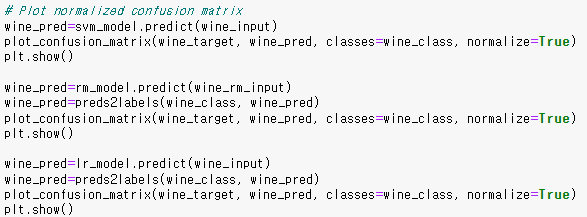 # Plot normalized confusion matrix
wine_pred=svm_model.predict(wine_input)
plot_confusion_matrix(wine_target, wine_pred, classes=wine_class, normalize=True)
plt.show()
wine_pred=rm_model.predict(wine_rm_input)
wine_pred=preds2labels(wine_class, wine_pred)
plot_confusion_matrix(wine_target, wine_pred, classes=wine_class, normalize=True)
plt.show()
wine_pred=lr_model.predict(wine_input)
wine_pred=preds2labels(wine_class, wine_pred)
plot_confusion_matrix(wine_target, wine_pred, classes=wine_class, normalize=True)
plt.show()